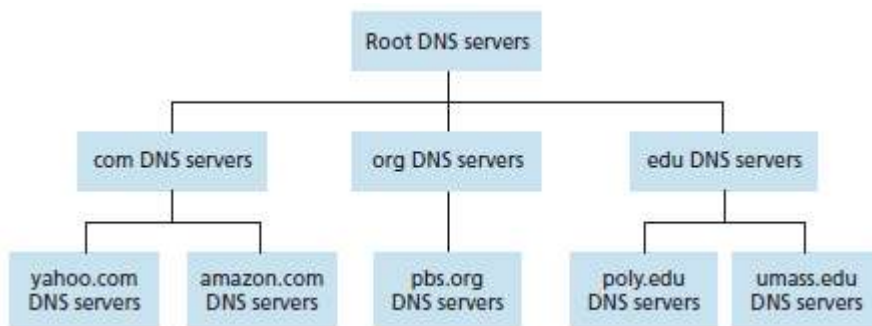 Root DNS servers
com DNS servers
org DNS servers
edu DNS servers
yahoo.com
DNS servers
amazon.com
DNS servers
pbs.org
DNS servers
poly.edu
DNS servers
umass.edu
DNS servers